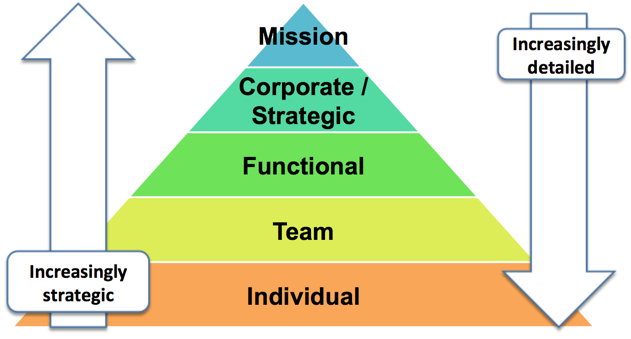 Mission
Increasingly
detailed
Corporate /
Strategic
Functional
Team
Increasingly
strategic
Individual